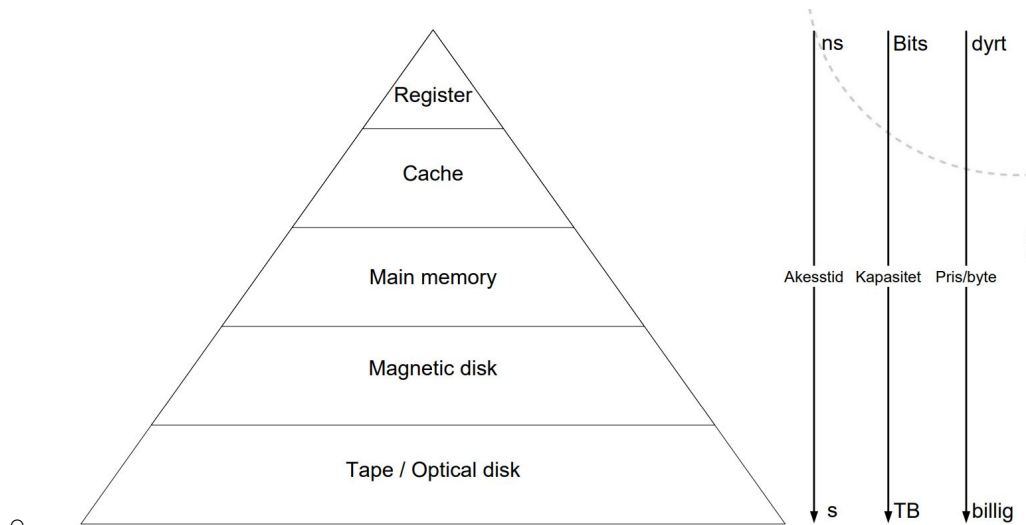 ns Bits dyrt
Register
Cache
Main memory
Akesstid Kapasitet Pris/byte
Magnetic disk
Tape / Optical disk
s TB billig